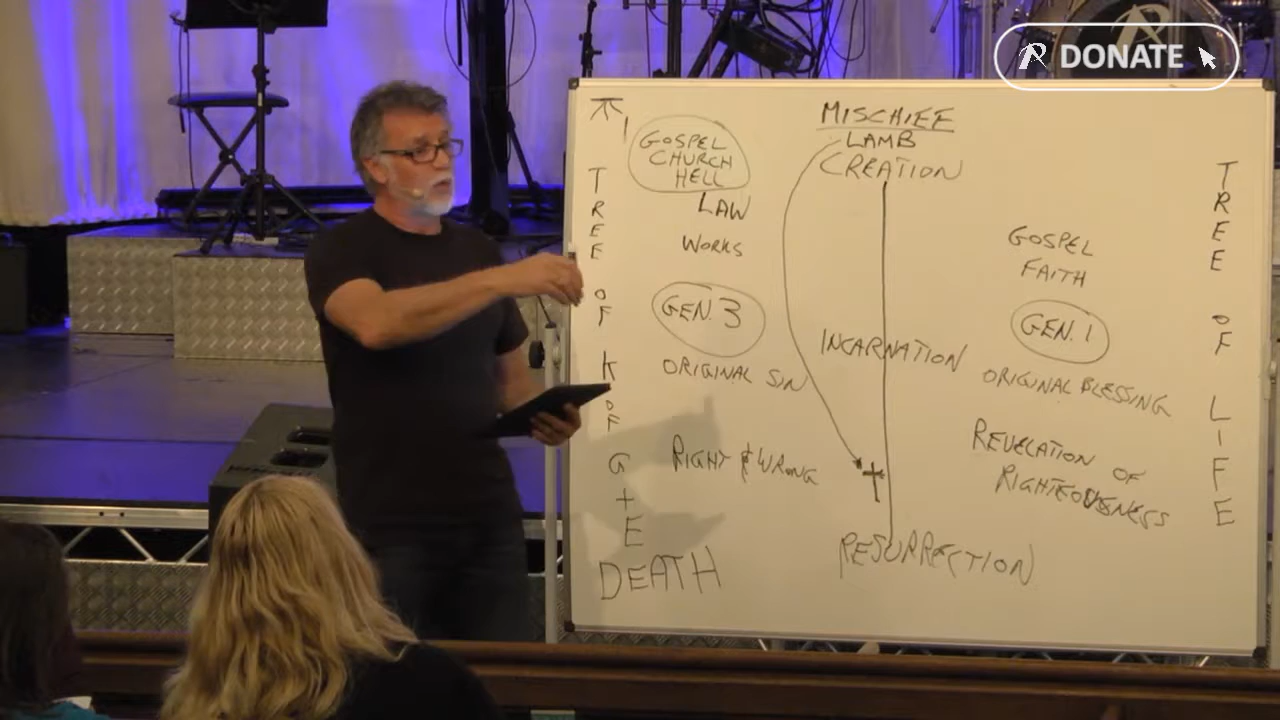 DONATE
GOSPEL
CHURCH
HELL
LAW
WORKS
GEN. 3
ORIGINAL SIN
RIGHT & WRONG
TREE OF K OF G+E
DEATH
MISCHIEF
LAMB
CREATION
INCARNATION
RESURRECTION
GOSPEL
FAITH
GEN. 1
ORIGINAL BLESSING
REVELATION OF
RIGHTEOUSNESS
TREE OF LIFE